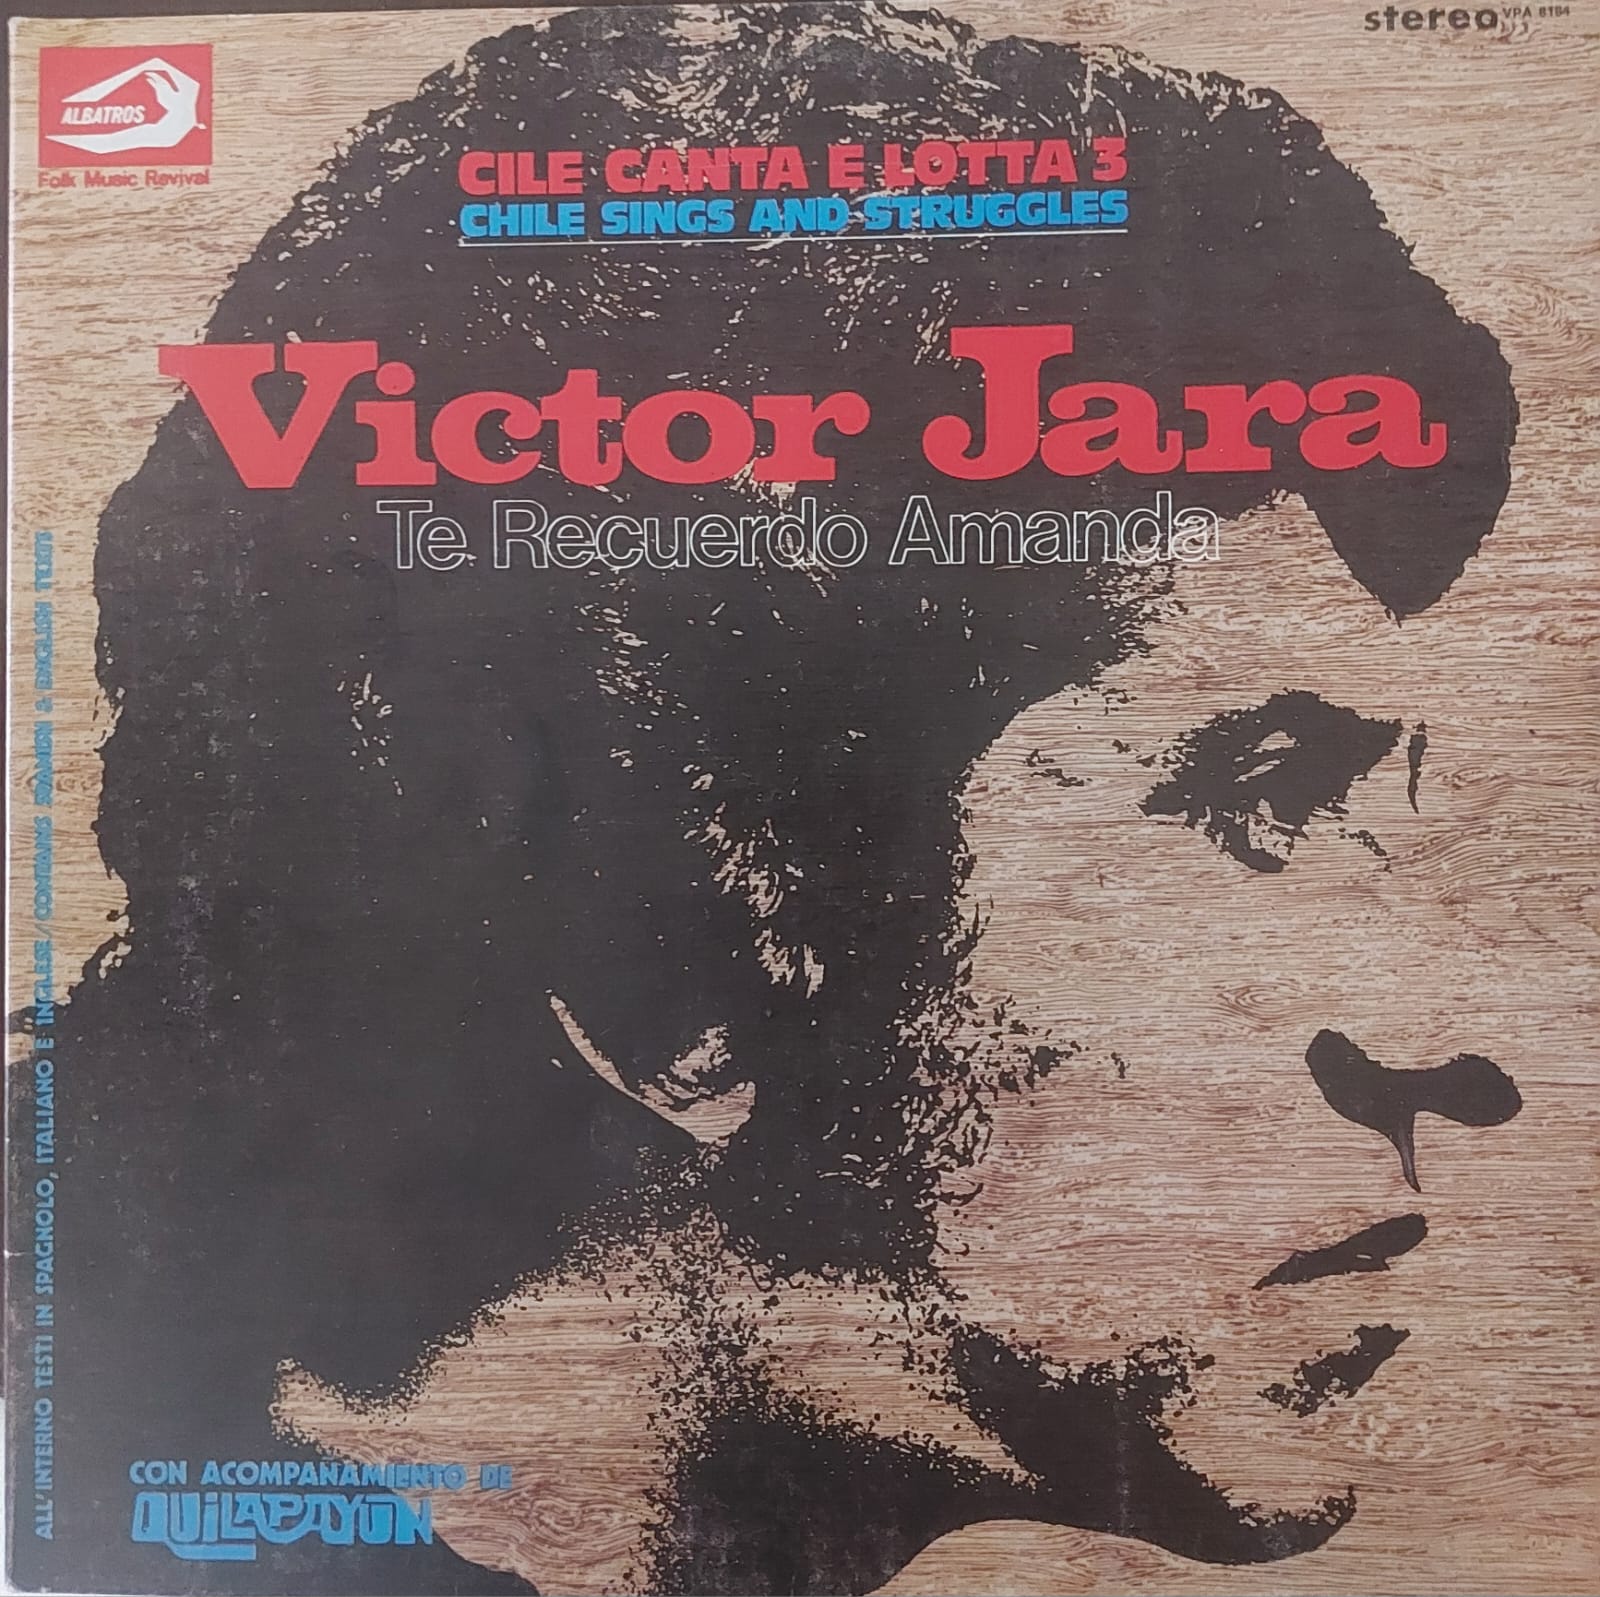 stereo VPA 8184
ALBATROS
Folk Music Revival
CILE CANTA E LOTTA 3
CHILE SINGS AND STRUGGLES
Victor Jara
Te Recuerdo Amanda
ALL'INTERNO TESTI IN SPAGNOLO, ITALIANO E INGLESE/CONTAINS SPANISH & ENGLISH TEXTS
CON ACOMPAÑAMIENTO DE
QUILAPAYÚN